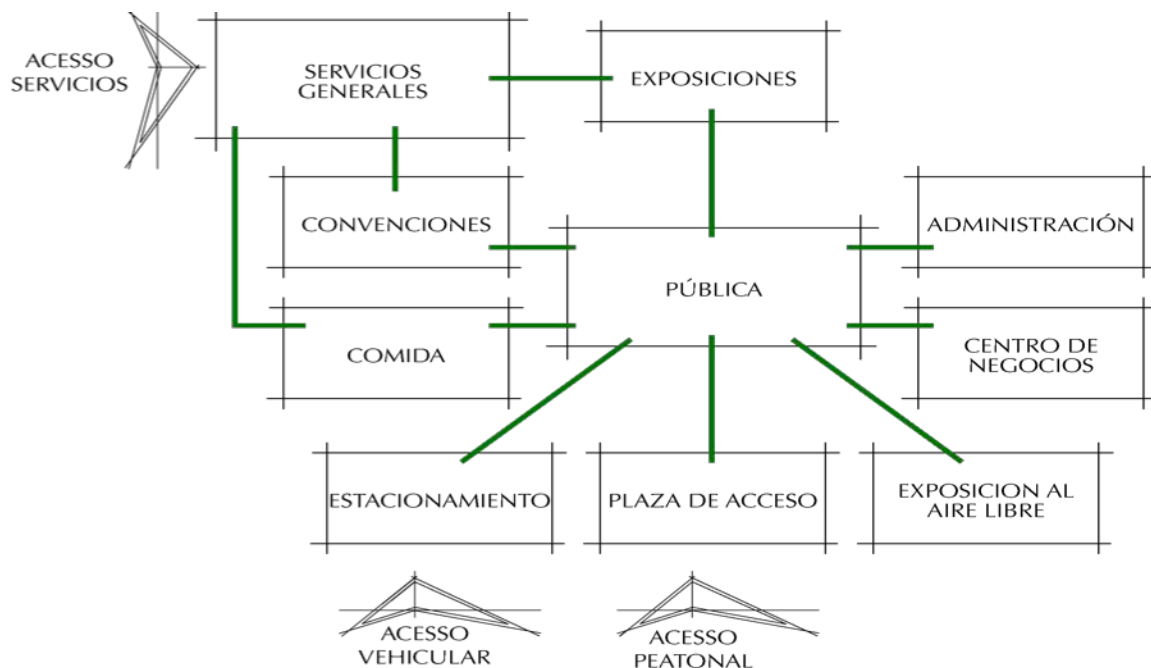 ACESSO
SERVICIOS
SERVICIOS
GENERALES
EXPOSICIONES
CONVENCIONES
ADMINISTRACIÓN
PÚBLICA
COMIDA
CENTRO DE
NEGOCIOS
ESTACIONAMIENTO
PLAZA DE ACCESO
EXPOSICION AL
AIRE LIBRE
ACESSO
VEHICULAR
ACESSO
PEATONAL